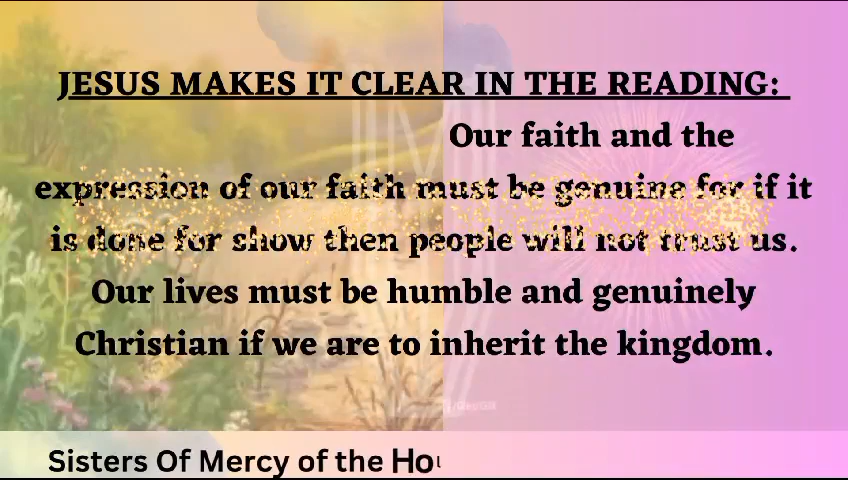 JESUS MAKES IT CLEAR IN THE READING:
Our faith and the
expression of our faith must be genuine for if it
is done for show then people will not trust us.
Our lives must be humble and genuinely
Christian if we are to inherit the kingdom.
Sisters Of Mercy of the